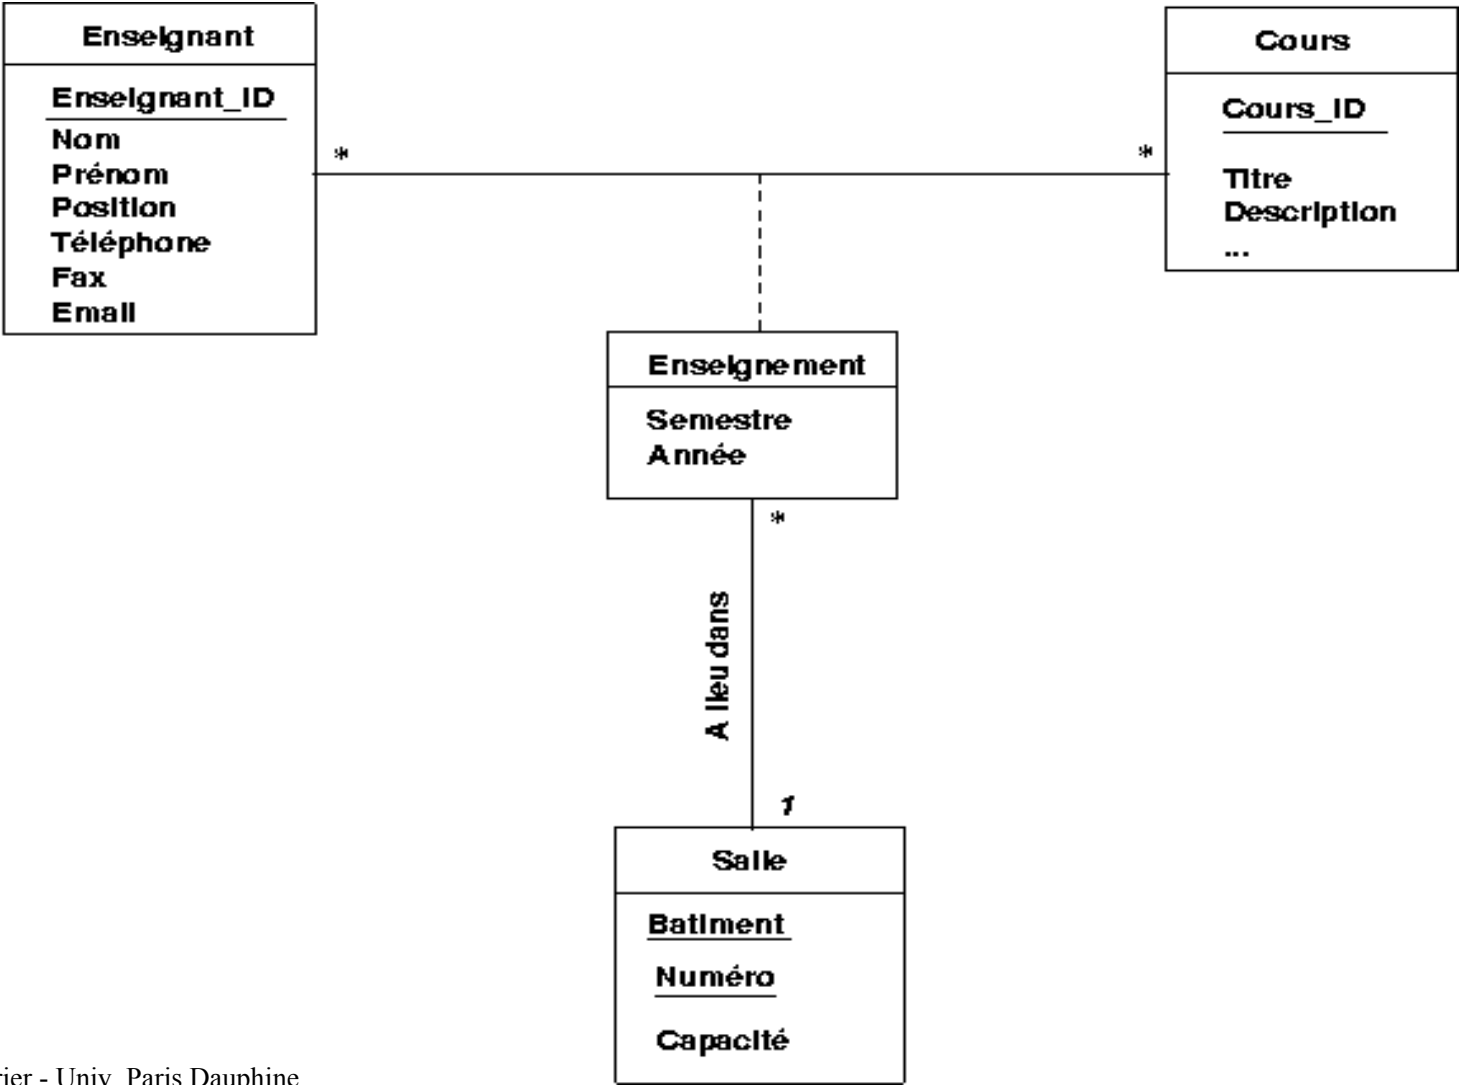 Enseignant
Enseignant_ID
Nom
Prénom
Position
Téléphone
Fax
Email
*
*
Cours
Cours_ID
Titre
Description
...
Enseignement
Semestre
Année
*
A lieu dans
1
Salle
Batiment
Numéro
Capacité
- Univ. Paris Dauphine